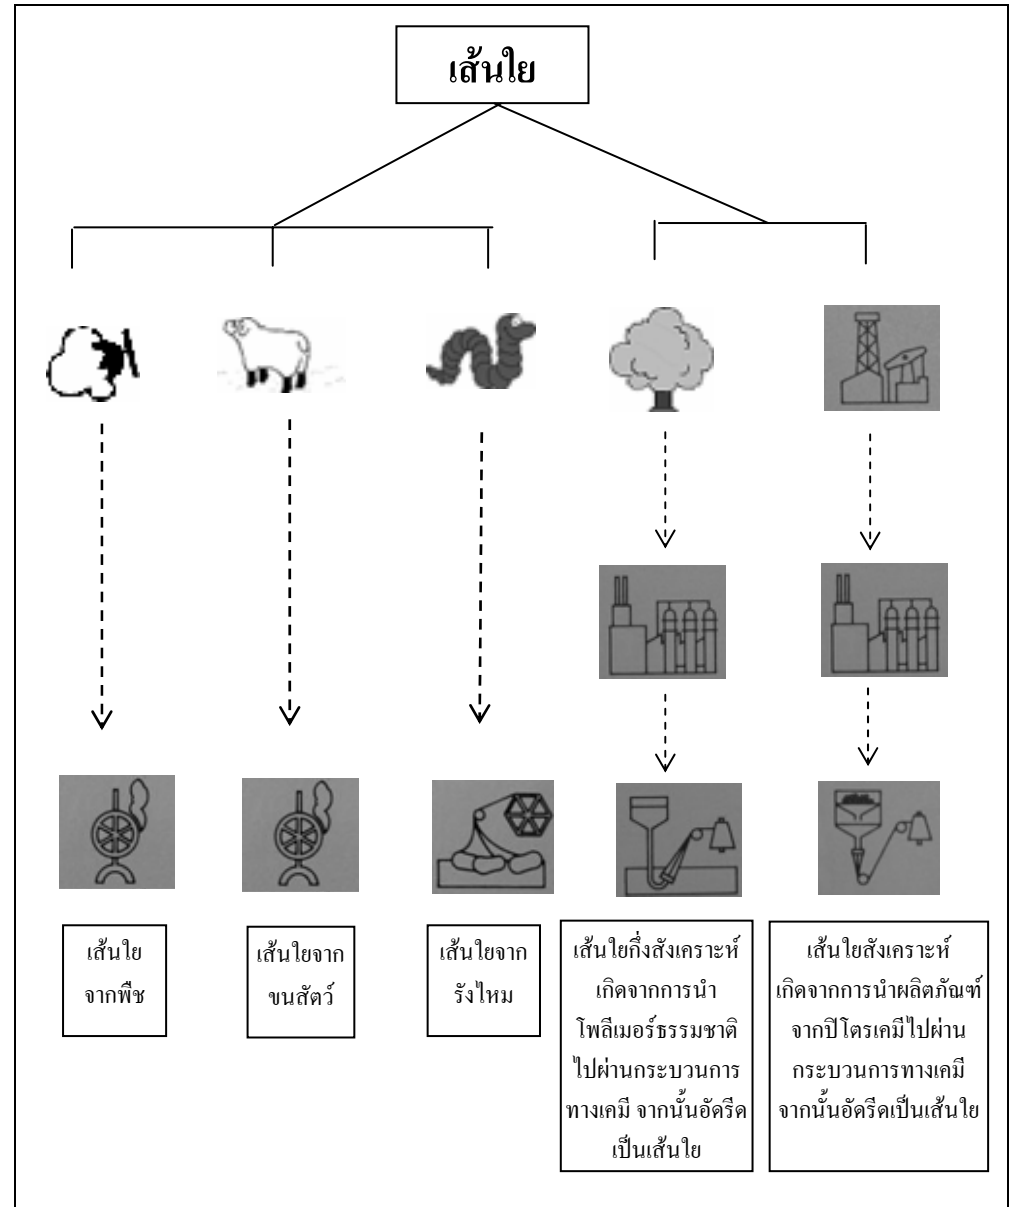 เส้นใย
เส้นใย
จากพืช
เส้นใยจาก
ขนสัตว์
เส้นใยจาก
รังไหม
เส้นใยกึ่งสังเคราะห์
เกิดจากการนำ
โพลีเมอร์ธรรมชาติ
ไปผ่านกระบวนการ
ทางเคมี จากนั้นอัดรีด
เป็นเส้นใย
เส้นใยสังเคราะห์
เกิดจากการนำผลิตภัณฑ์
จากปิโตรเคมีไปผ่าน
กระบวนการทางเคมี
จากนั้นอัดรีดเป็นเส้นใย